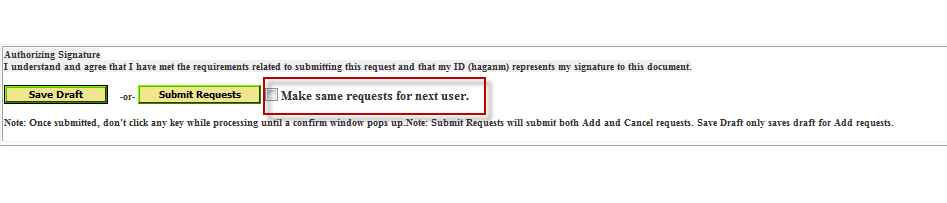 Authorizing Signature
I understand and agree that I have met the requirements related to submitting this request and that my ID (haganm) represents my signature to this document.
Save Draft -or- Submit Requests Make same requests for next user.
Note: Once submitted, don't click any key while processing until a confirm window pops up.Note: Submit Requests will submit both Add and Cancel requests. Save Draft only saves draft for Add requests.